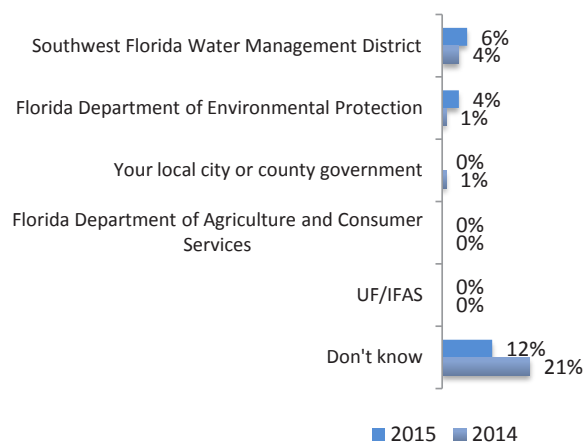 Southwest Florida Water Management District
6%
4%
Florida Department of Environmental Protection
4%
1%
Your local city or county government
0%
1%
Florida Department of Agriculture and Consumer
Services
0%
0%
UF/IFAS
0%
0%
Don't know
12%
21%
2015 2014